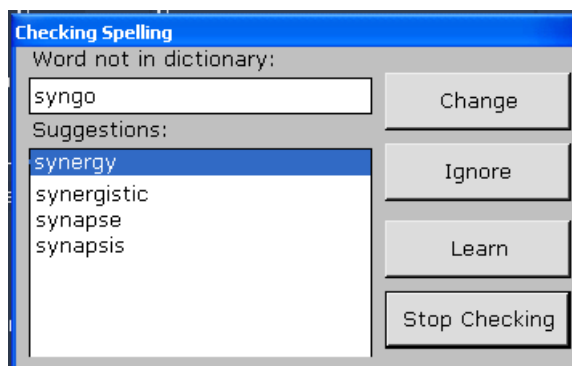 Checking Spelling
Word not in dictionary:
syngo
Change
Suggestions:
synergy
Ignore
synergistic
synapse
synapsis
Learn
Stop Checking